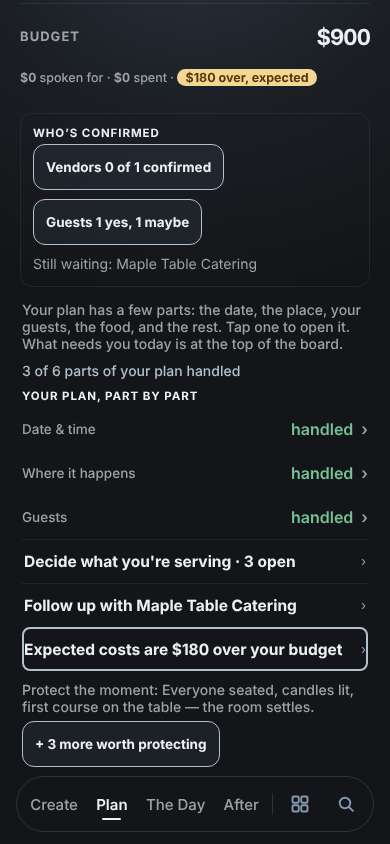 BUDGET $900
$0 spoken for · $0 spent · $180 over, expected
WHO'S CONFIRMED
Vendors 0 of 1 confirmed
Guests 1 yes, 1 maybe
Still waiting: Maple Table Catering
Your plan has a few parts: the date, the place, your
guests, the food, and the rest. Tap one to open it.
What needs you today is at the top of the board.
3 of 6 parts of your plan handled
YOUR PLAN, PART BY PART
Date & time handled ›
Where it happens handled ›
Guests handled ›
Decide what you're serving · 3 open ›
Follow up with Maple Table Catering ›
Expected costs are $180 over your budget ›
Protect the moment: Everyone seated, candles lit,
first course on the table — the room settles.
+ 3 more worth protecting
Create Plan The Day After